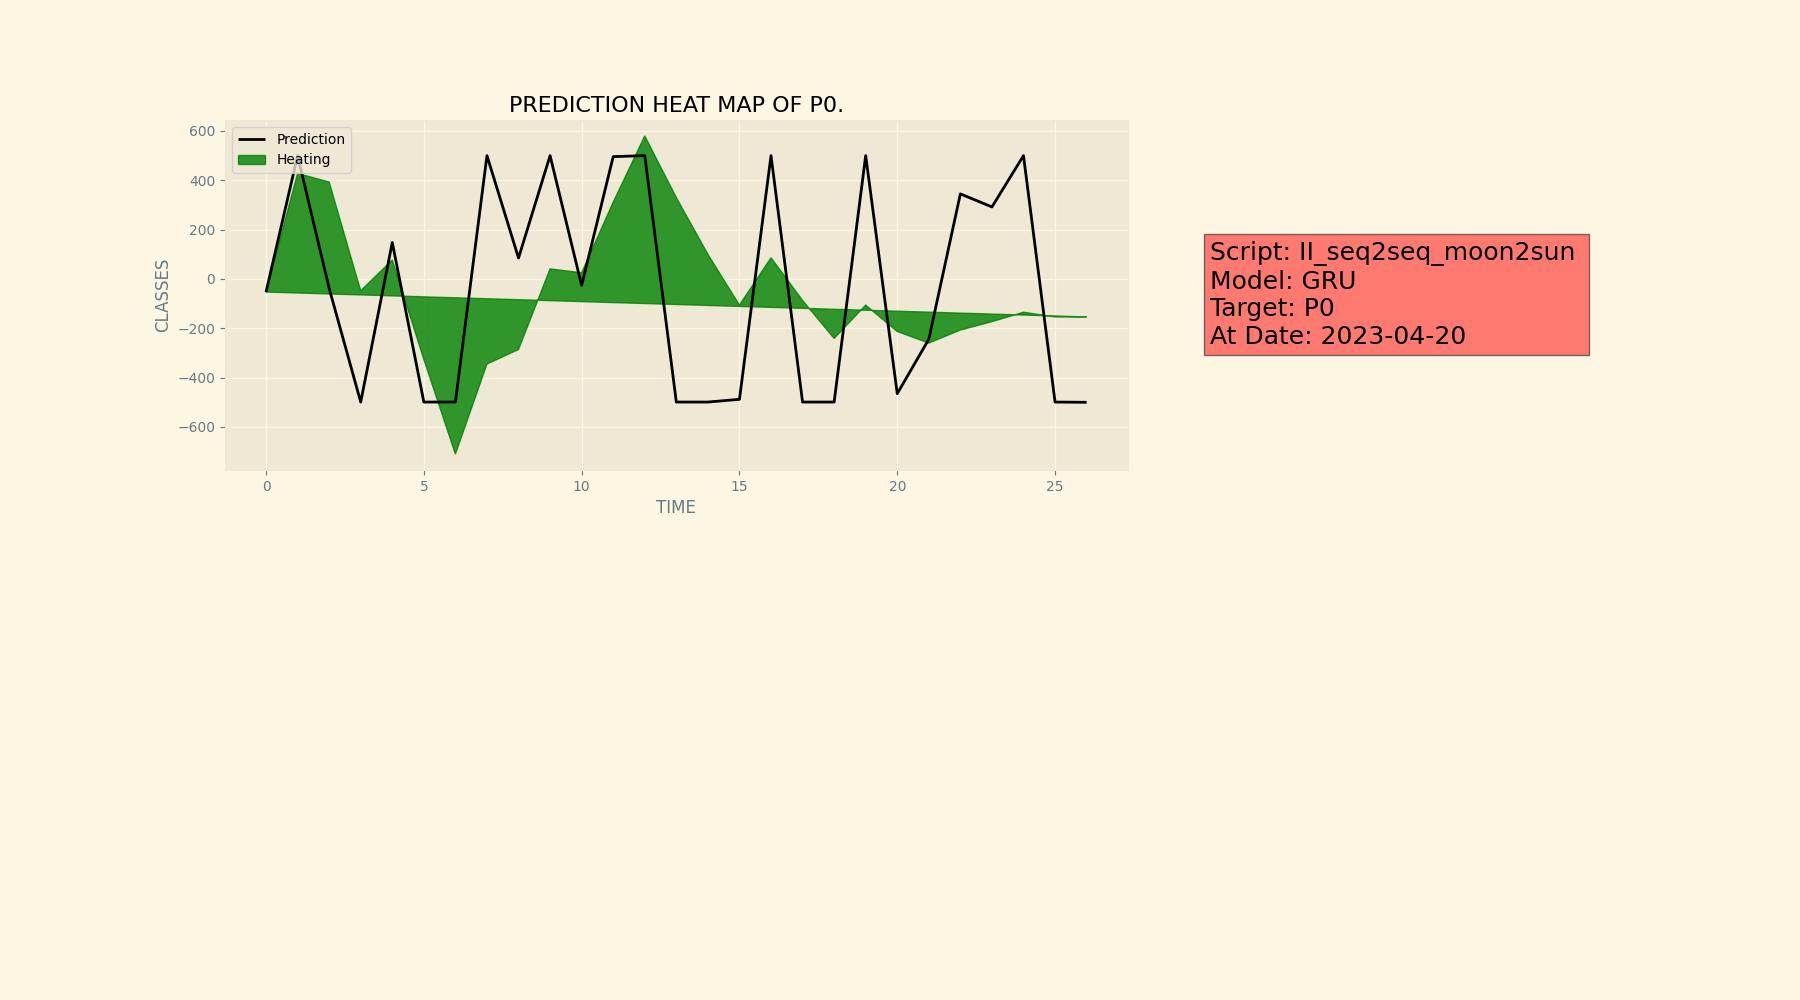 PREDICTION HEAT MAP OF P0.
Prediction
Heating
600
400
200
0
−200
−400
−600
CLASSES
0 5 10 15 20 25
TIME
Script: II_seq2seq_moon2sun
Model: GRU
Target: P0
At Date: 2023-04-20